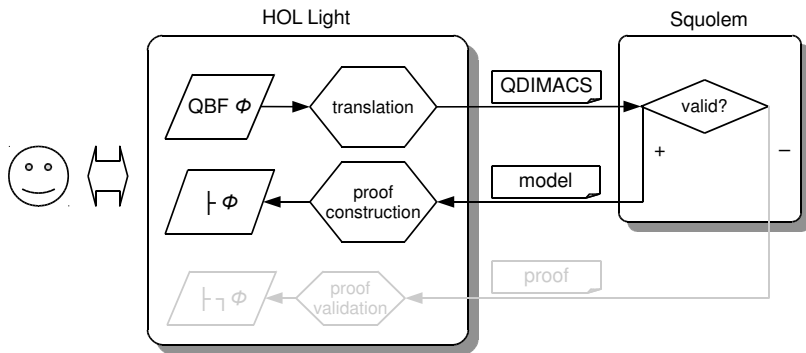 HOL Light
Squolem
QBF Φ
translation
QDIMACS
valid?
+
−
├ Φ
proof
construction
model
├ ┐Φ
proof
validation
proof